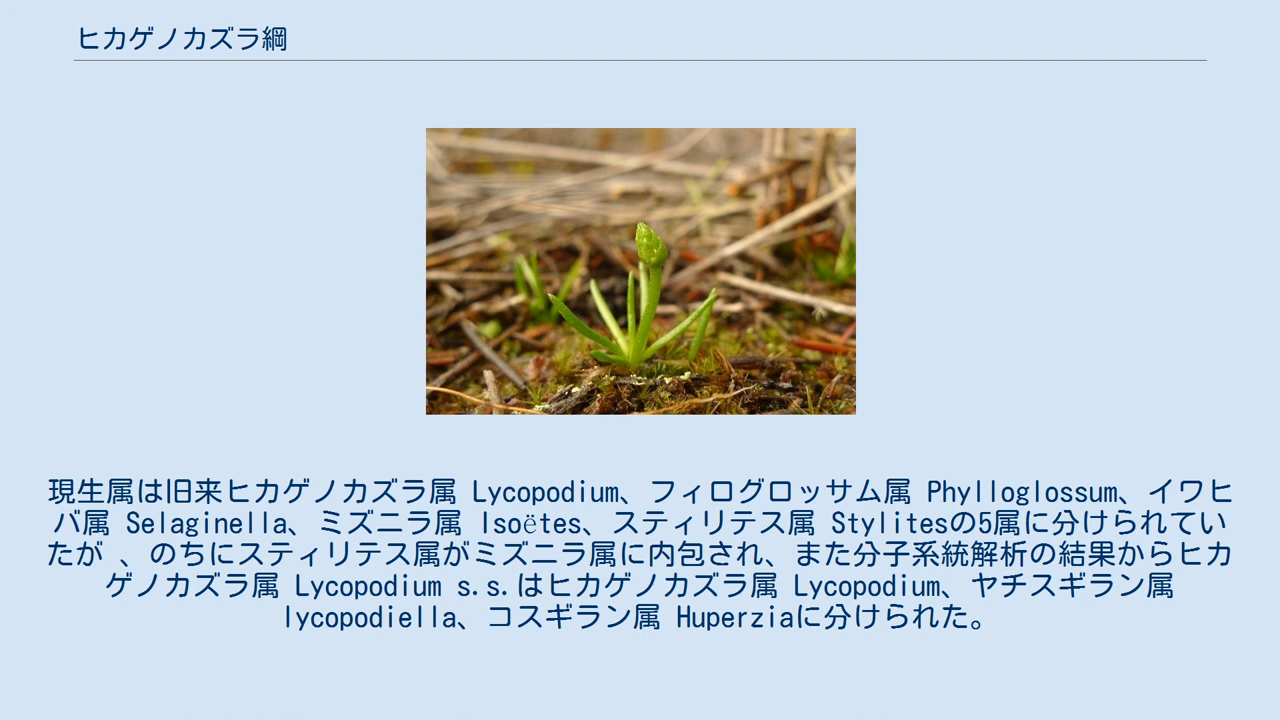 ヒカゲノカズラ綱
現生属は旧来ヒカゲノカズラ属 Lycopodium、フィログロッサム属 Phylloglossum、イワヒ
バ属 Selaginella、ミズニラ属 Isoëtes、スティリテス属 Stylitesの5属に分けられてい
たが 、のちにスティリテス属がミズニラ属に内包され、また分子系統解析の結果からヒカ
ゲノカズラ属 Lycopodium s.s.はヒカゲノカズラ属 Lycopodium、ヤチスギラン属
lycopodiella、コスギラン属 Huperziaに分けられた。